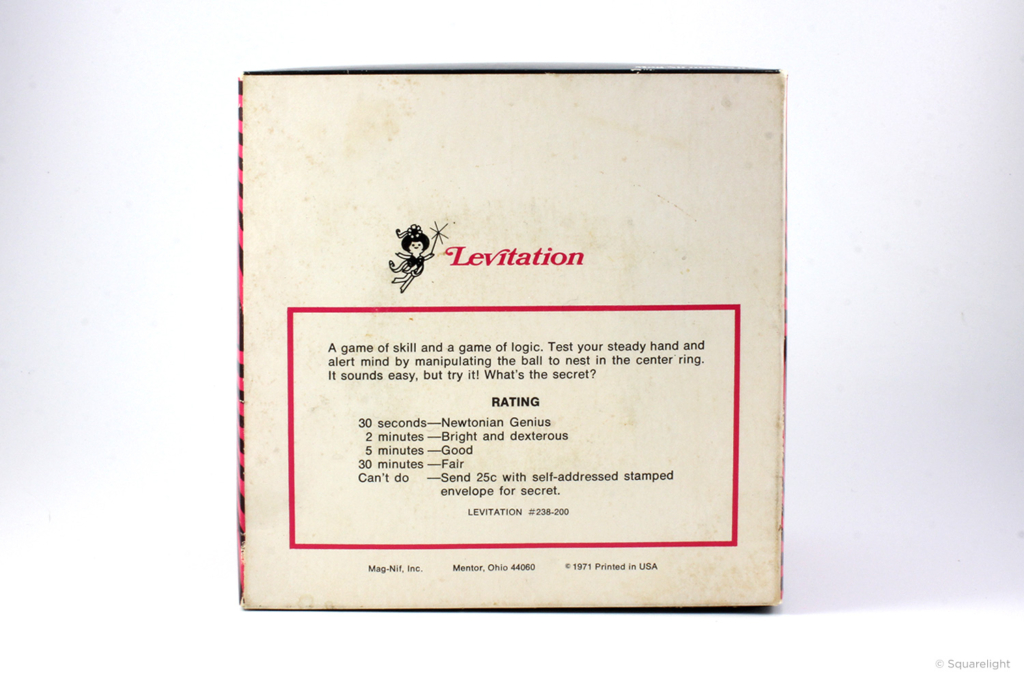 Levitation
A game of skill and a game of logic. Test your steady hand and
alert mind by manipulating the ball to nest in the center ring.
It sounds easy, but try it! What's the secret?
RATING
30 seconds—Newtonian Genius
2 minutes—Bright and dexterous
5 minutes—Good
30 minutes—Fair
Can't do —Send 25c with self-addressed stamped
envelope for secret.
LEVITATION #238-200
Mag-Nif, Inc. Mentor, Ohio 44060 © 1971 Printed in USA
© Squarelight